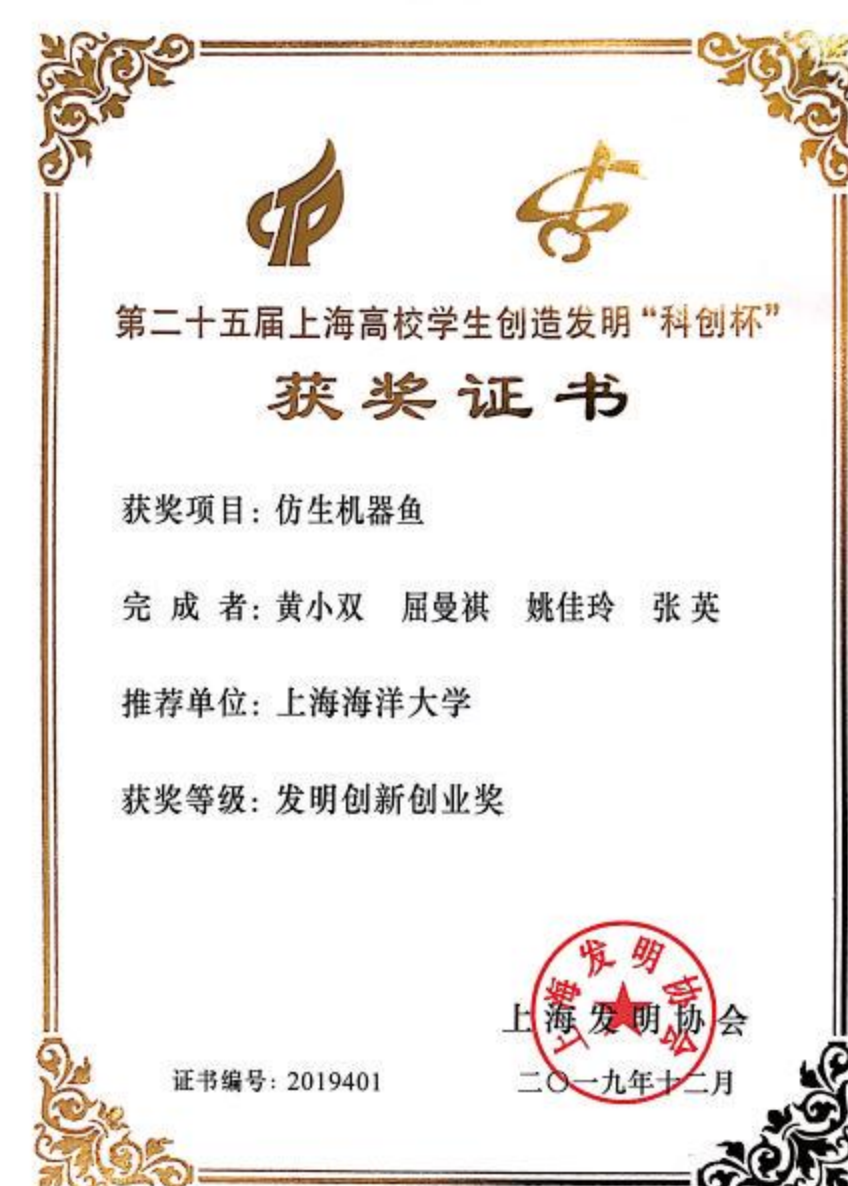 CTP
第二十五届上海高校学生创造发明“科创杯”
获奖证书
获奖项目：仿生机器鱼
完成者：黄小双 屈曼祺 姚佳玲 张英
推荐单位：上海海洋大学
获奖等级：发明创新创业奖
上海发明协会
上海发明协会
证书编号：2019401
二〇一九年十二月